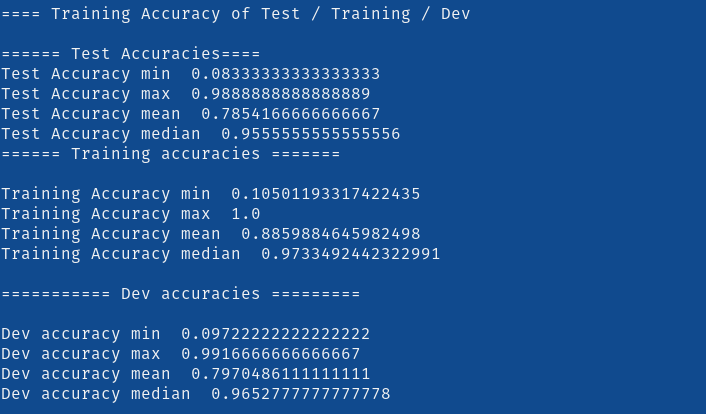 ==== Training Accuracy of Test / Training / Dev
====== Test Accuracies====
Test Accuracy min  0.08333333333333333
Test Accuracy max  0.9888888888888889
Test Accuracy mean  0.7854166666666667
Test Accuracy median  0.9555555555555556
====== Training accuracies =======
Training Accuracy min  0.10501193317422435
Training Accuracy max  1.0
Training Accuracy mean  0.8859884645982498
Training Accuracy median  0.9733492442322991
=========== Dev accuracies =========
Dev accuracy min  0.09722222222222222
Dev accuracy max  0.9916666666666667
Dev accuracy mean  0.7970486111111111
Dev accuracy median  0.9652777777777778